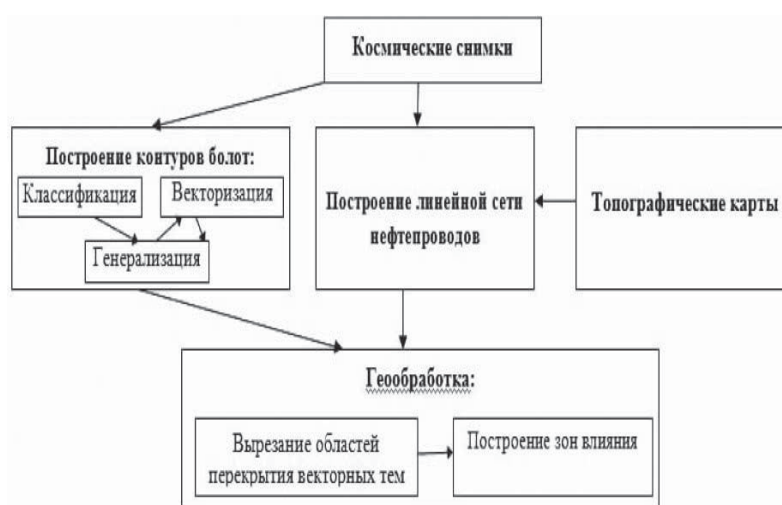 Космические снимки
Построение контуров болот:
Классификация
Векторизация
Генерализация
Построение линейной сети
нефтепроводов
Топографические карты
Геообработка:
Вырезание областей
перекрытия векторных тем
Построение зон влияния